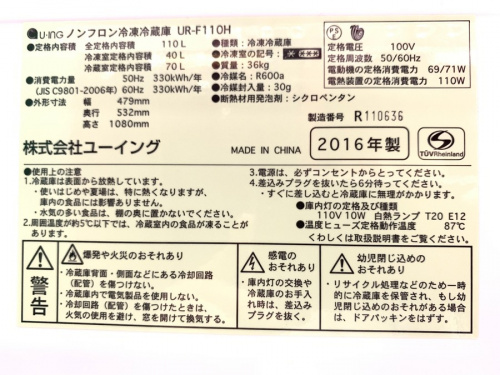 U-ING ノンフロン冷凍冷蔵庫 UR-F110H
●定格内容積 全定格内容積 110L
冷凍室定格内容積 40L
冷蔵室定格内容積 70L
●消費電力量 50Hz 330kWh/年
(JIS C9801-2006年) 60Hz 330kWh/年
●外形寸法 幅 479mm
奥行 532mm
高さ 1080mm
●種類：冷凍冷蔵庫
●冷凍室の記号：
●質量：36kg
●冷媒名：R600a
●冷媒封入量：30g
●断熱材用発泡剤：シクロペンタン
PS E
定格電圧 100V
定格周波数 50/60Hz
電動機の定格消費電力 69/71W
電熱装置の定格消費電力 110W
製造番号 R110636
株式会社ユーイング
MADE IN CHINA
2016年製
TÜVRheinland
●使用上の注意
1.冷蔵庫は表面から放熱しています。
・使いはじめや夏場は、特に熱くなりますが、
庫内の食品には影響ありません。
・水気の多い食品は、棚の奥に置かないでください。
2.周囲温度が約5℃以下では、冷蔵室内の食品が凍ることが
あります。
3.電源は、必ずコンセントからとってください。
4.差込みプラグを抜いたら6分待ってください。
・すぐに差し込むと冷蔵庫に無理がかかります。
●庫内灯の定格及び種類
110V 10W 白熱ランプ T20 E12
●温度ヒューズ定格動作温度 87℃
くわしくは取扱説明書をご覧ください。
警告
爆発や火災のおそれあり
・冷蔵庫背面・側面などにある冷却回路
(配管)を傷つけない。
・冷蔵庫内で電気製品を使用しない。
・冷却回路(配管)を傷つけたときは、
火気の使用を避け、窓を開けて換気する。
感電の
おそれあり
・庫内灯の交換や
冷蔵庫のお手入
れ時は、差込み
プラグを抜く。
幼児閉じ込めの
おそれあり
・リサイクル処理などのため一時
的に冷蔵庫を保管され、もし幼
児閉じ込めのおそれがある場合
は、ドアパッキンをはずす。